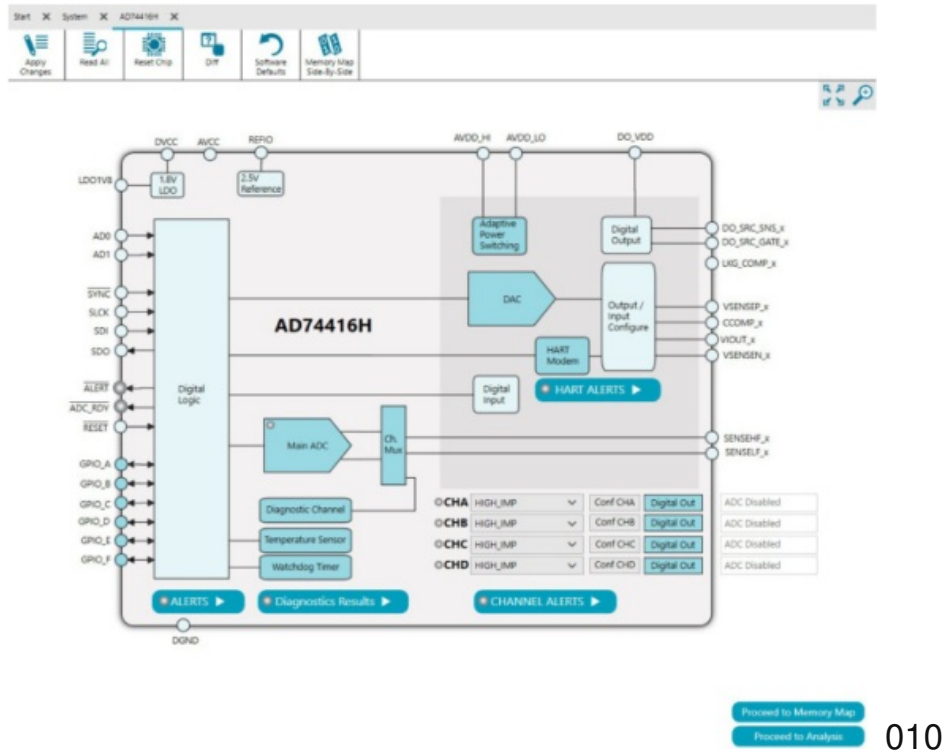 Start System AD74416H
Apply Changes
Read All
Reset Chip
Diff
Software Defaults
Memory Map Side-By-Side
DVCC AVCC REFIO AVDD_HI AVDD_LO DO_VDD
LDO1V8
1.8V LDO
2.5V Reference
Adaptive Power Switching
Digital Output
DO_SRC_SNS_x
DO_SRC_GATE_x
LKG_COMP_x
AD0
AD1
SYNC
SLCK
SDI
SDO
ALERT
ADC_RDY
RESET
GPIO_A
GPIO_B
GPIO_C
GPIO_D
GPIO_E
GPIO_F
Digital Logic
AD74416H
DAC
Output / Input Configure
VSENSEP_x
CCOMP_x
VIOUT_x
VSENSEN_x
HART Modem
HART ALERTS
Digital Input
Main ADC
Ch. Mux
SENSEHF_x
SENSELF_x
Diagnostic Channel
Temperature Sensor
Watchdog Timer
CHA HIGH_IMP Conf CHA Digital Out ADC Disabled
CHB HIGH_IMP Conf CHB Digital Out ADC Disabled
CHC HIGH_IMP Conf CHC Digital Out ADC Disabled
CHD HIGH_IMP Conf CHD Digital Out ADC Disabled
ALERTS
Diagnostics Results
CHANNEL ALERTS
DGND
Proceed to Memory Map
Proceed to Analysis
010